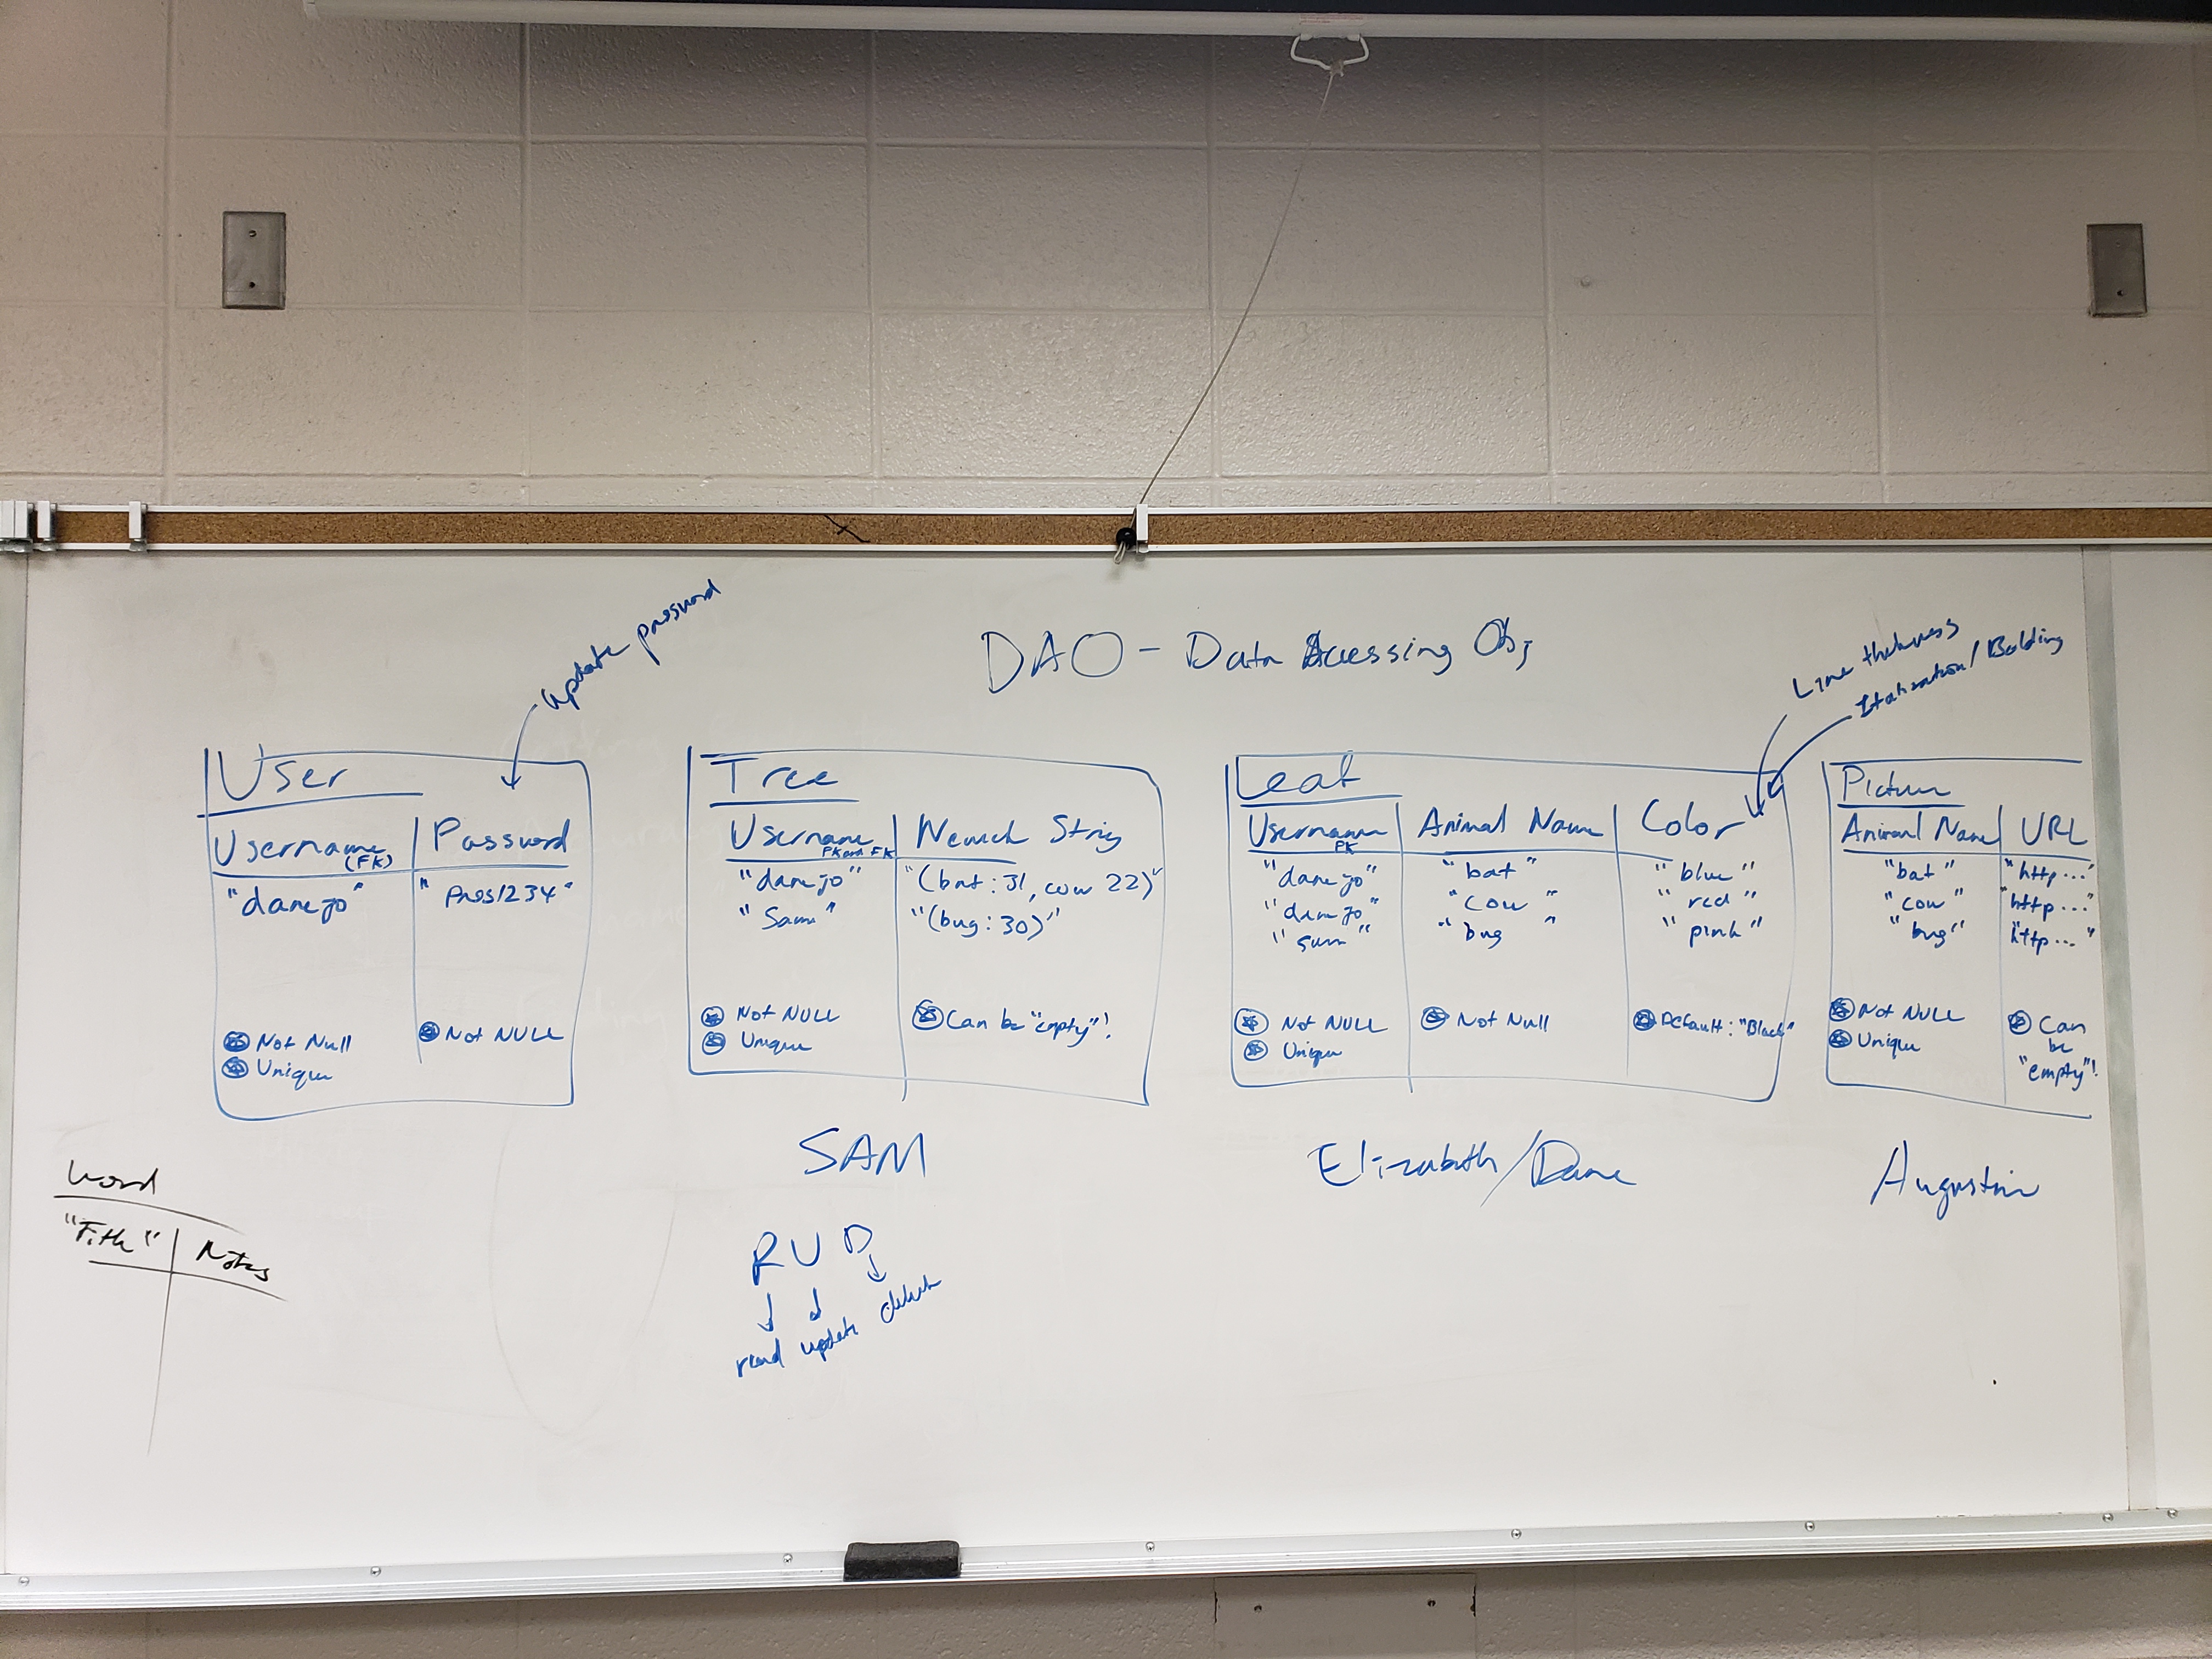 update password
DAO - Data Accessing Obj
Line thickness
Italization/Bolding
User
Username (FK) Password
"danejo" "Pass1234"
Not Null
Unique
Not NULL
Tree
Username PK and FK Newick String
"danejo" "(bat:31, cow 22)"
"Sam" "(bug:30)"
Not NULL
Unique
Can be "empty"!
Leaf
Username PK Animal Name Color
"danejo" "bat" "blue"
"danejo" "cow" "red"
"sam" "bug" "pink"
Not NULL
Unique
Not Null
Default: "Black"
Picture
Animal Name URL
"bat" "http..."
"cow" "http..."
"bug" "http..."
Not NULL
Unique
Can
be
"empty"!
SAM
Elizabeth/Dane
Augustin
R U D
read update delete
word
Notes